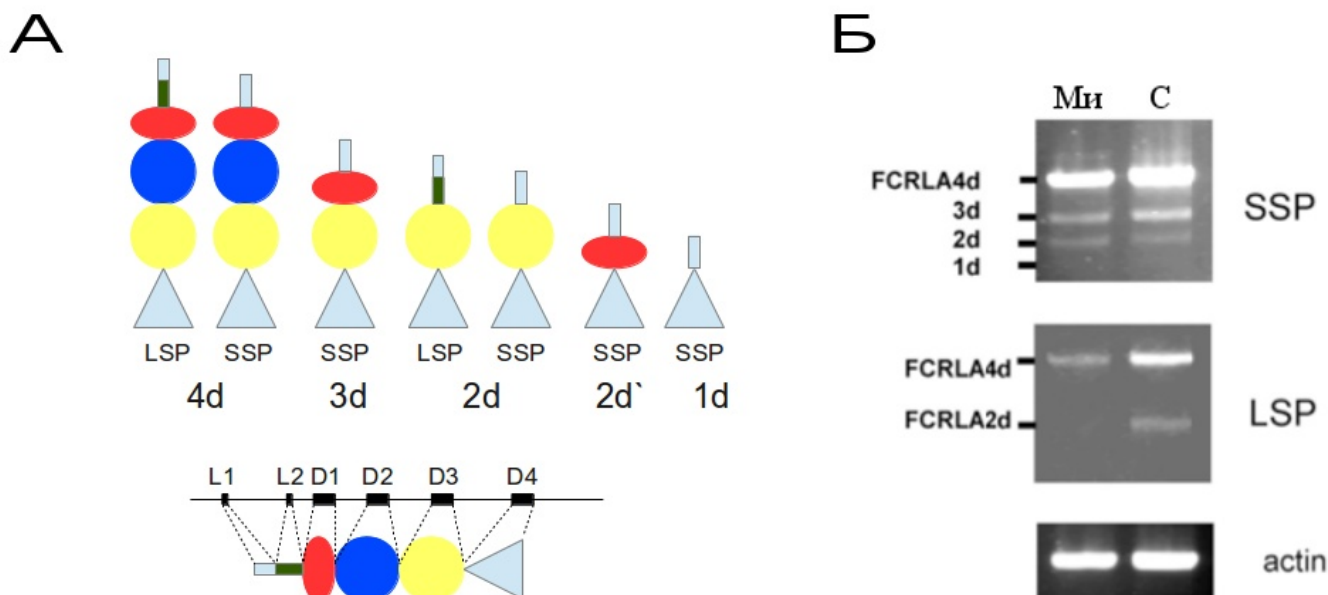 А
LSP SSP SSP LSP SSP SSP SSP
4d 3d 2d 2d` 1d
L1 L2 D1 D2 D3 D4
Б
Ми С
FCRLA4d
3d
2d
1d
SSP
FCRLA4d
FCRLA2d
LSP
actin